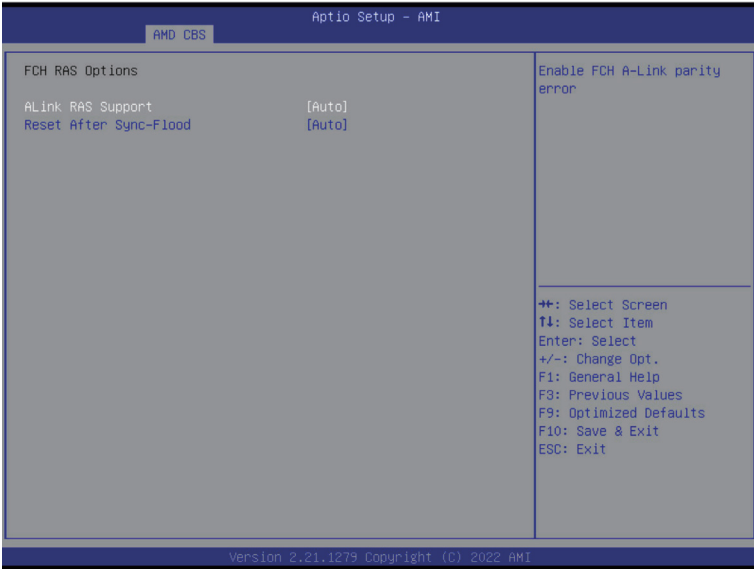 Aptio Setup - AMI
AMD CBS
FCH RAS Options
ALink RAS Support [Auto]
Reset After Sync-Flood [Auto]
Enable FCH A-Link parity
error
→←: Select Screen
↑↓: Select Item
Enter: Select
+/-: Change Opt.
F1: General Help
F3: Previous Values
F9: Optimized Defaults
F10: Save & Exit
ESC: Exit
Version 2.21.1279 Copyright (C) 2022 AMI